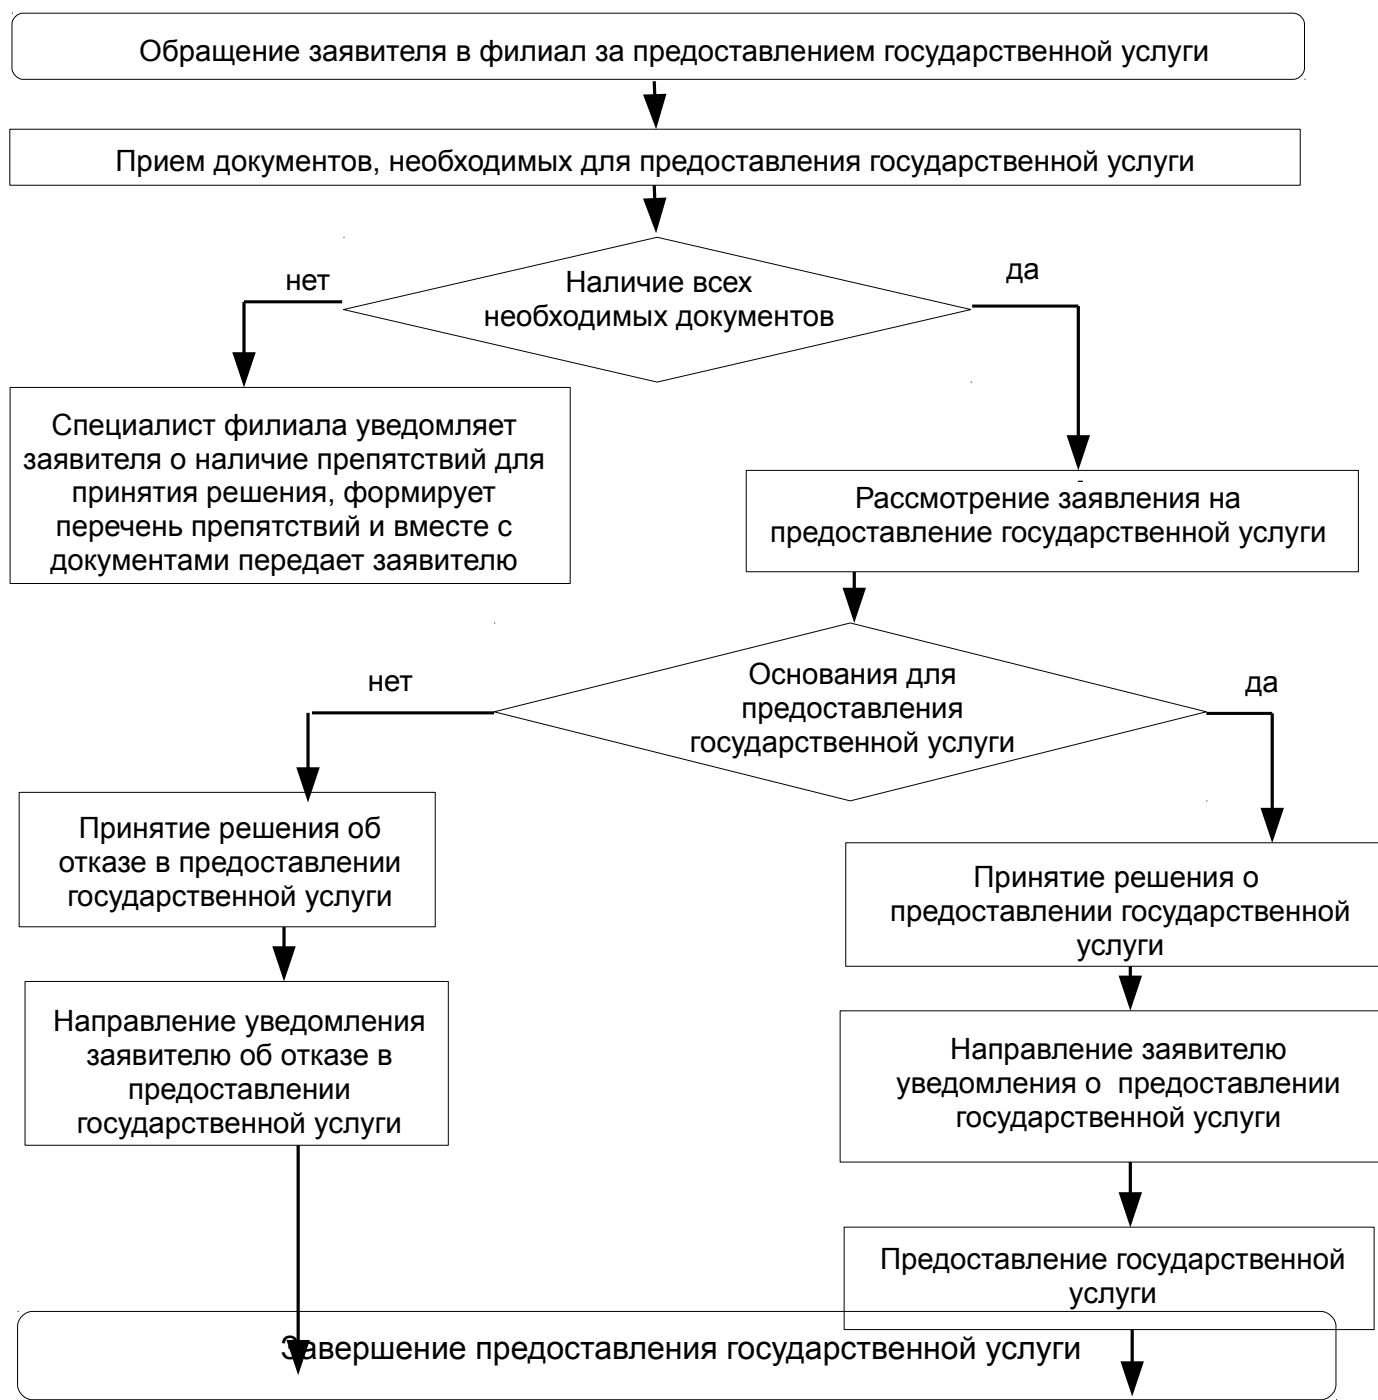 Обращение заявителя в филиал за предоставлением государственной услуги
Прием документов, необходимых для предоставления государственной услуги
нет
да
Наличие всех
необходимых документов
Специалист филиала уведомляет
заявителя о наличие препятствий для
принятия решения, формирует
перечень препятствий и вместе с
документами передает заявителю
Рассмотрение заявления на
предоставление государственной услуги
нет
да
Основания для
предоставления
государственной услуги
Принятие решения об
отказе в предоставлении
государственной услуги
Принятие решения о
предоставлении государственной
услуги
Направление уведомления
заявителю об отказе в
предоставлении
государственной услуги
Направление заявителю
уведомления о  предоставлении
государственной услуги
Предоставление государственной
услуги
Завершение предоставления государственной услуги